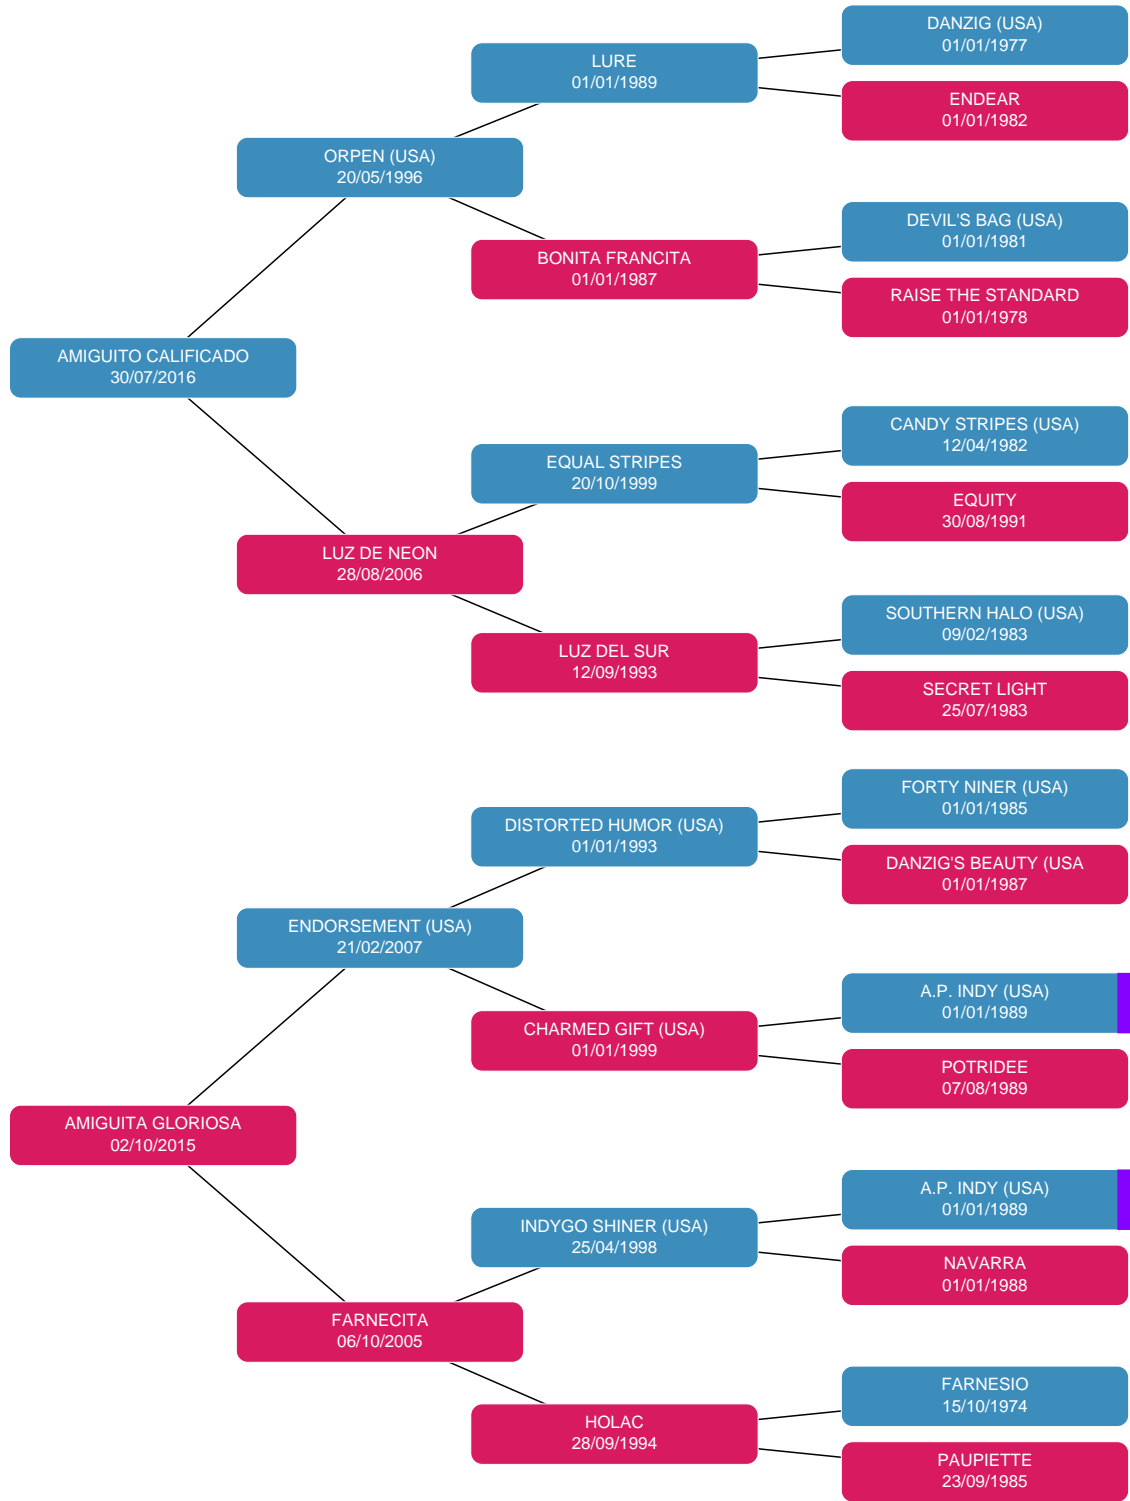 DANZIG (USA)
01/01/1977
LURE
01/01/1989
ENDEAR
01/01/1982
ORPEN (USA)
20/05/1996
DEVIL'S BAG (USA)
01/01/1981
BONITA FRANCITA
01/01/1987
RAISE THE STANDARD
01/01/1978
AMIGUITO CALIFICADO
30/07/2016
CANDY STRIPES (USA)
12/04/1982
EQUAL STRIPES
20/10/1999
EQUITY
30/08/1991
LUZ DE NEON
28/08/2006
SOUTHERN HALO (USA)
09/02/1983
LUZ DEL SUR
12/09/1993
SECRET LIGHT
25/07/1983
FORTY NINER (USA)
01/01/1985
DISTORTED HUMOR (USA)
01/01/1993
DANZIG'S BEAUTY (USA
01/01/1987
ENDORSEMENT (USA)
21/02/2007
A.P. INDY (USA)
01/01/1989
CHARMED GIFT (USA)
01/01/1999
POTRIDEE
07/08/1989
AMIGUITA GLORIOSA
02/10/2015
A.P. INDY (USA)
01/01/1989
INDYGO SHINER (USA)
25/04/1998
NAVARRA
01/01/1988
FARNECITA
06/10/2005
FARNESIO
15/10/1974
HOLAC
28/09/1994
PAUPIETTE
23/09/1985